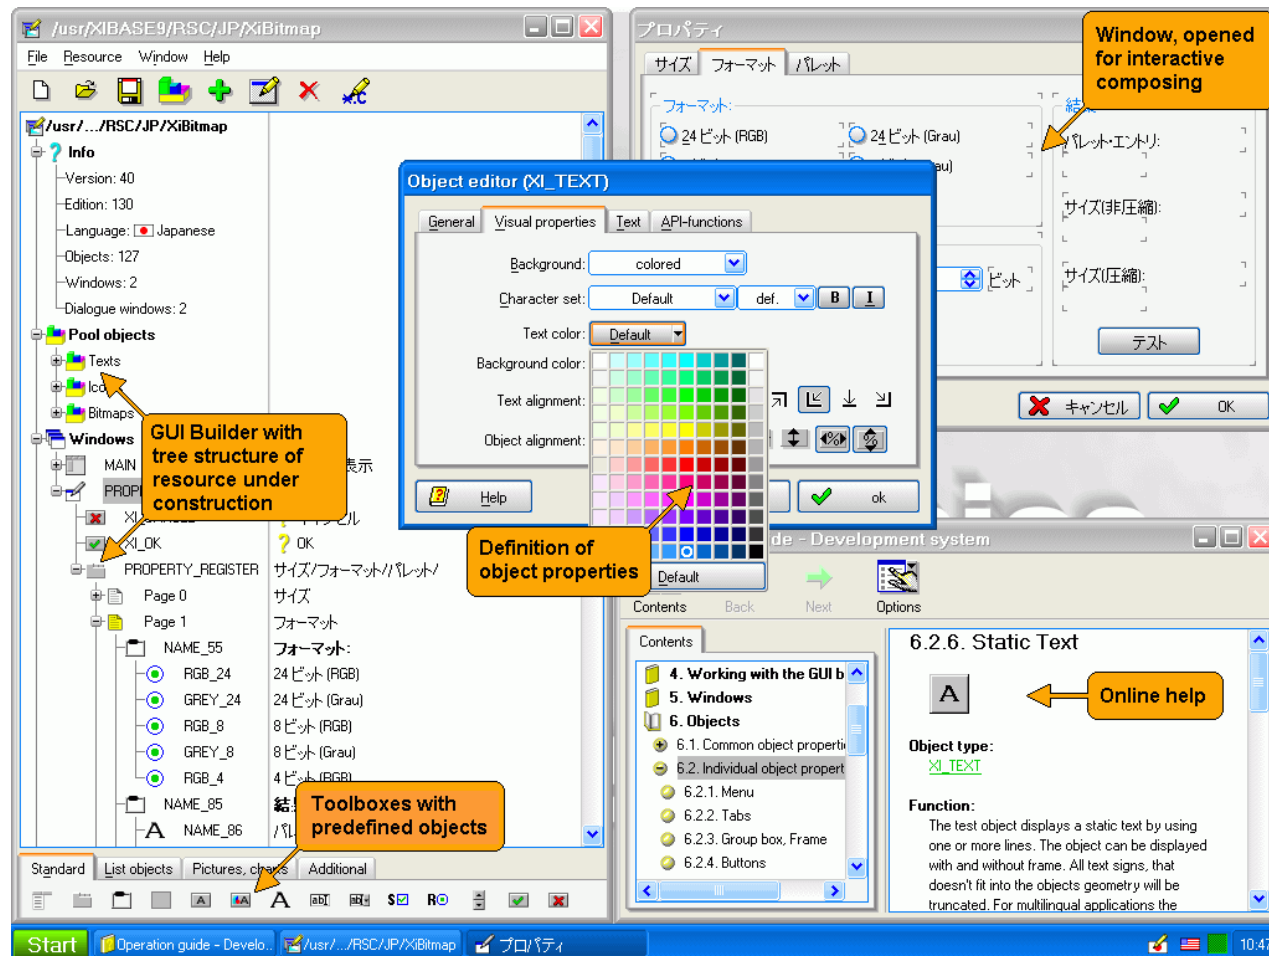 /usr/XIBASE9/RSC/JP/XiBitmap
File Resource Window Help
/usr/.../RSC/JP/XiBitmap
Info
Version: 40
Edition: 130
Language: Japanese
Objects: 127
Windows: 2
Dialogue windows: 2
Pool objects
Texts
Bitmaps
Windows
MAIN
表示
XI_OK
? OK
PROPERTY_REGISTER サイズ/フォーマット/パレット/
Page 0 サイズ
Page 1 フォーマット
NAME_55 フォーマット:
RGB_24 24 ビット (RGB)
GREY_24 24 ビット (Grau)
RGB_8 8 ビット (RGB)
GREY_8 8 ビット (Grau)
RGB_4 4 ビット (RGB)
NAME_85
NAME_86
GUI Builder with
tree structure of
resource under
construction
Toolboxes with
predefined objects
Standard List objects Pictures, charts Additional
プロパティ
サイズ フォーマット パレット
フォーマット:
24 ビット (RGB) 24 ビット (Grau)
パレット・エントリ:
サイズ(非圧縮):
サイズ(圧縮):
ビット
テスト
キャンセル OK
Window, opened
for interactive
composing
Object editor (XI_TEXT)
General Visual properties Text API-functions
Background: colored
Character set: Default def. B I
Text color: Default
Background color:
Text alignment:
Object alignment:
Help ok
Default
Definition of
object properties
de - Development system
Contents Back Next Options
Contents
4. Working with the GUI b
5. Windows
6. Objects
6.1. Common object properti
6.2. Individual object propert
6.2.1. Menu
6.2.2. Tabs
6.2.3. Group box, Frame
6.2.4. Buttons
6.2.6. Static Text
A
Online help
Object type:
XI_TEXT
Function:
The test object displays a static text by using
one or more lines. The object can be displayed
with and without frame. All text signs, that
doesn't fit into the objects geometry will be
truncated. For multilingual applications the
Start Operation guide - Develo.. /usr/.../RSC/JP/XiBitmap プロパティ 10:47